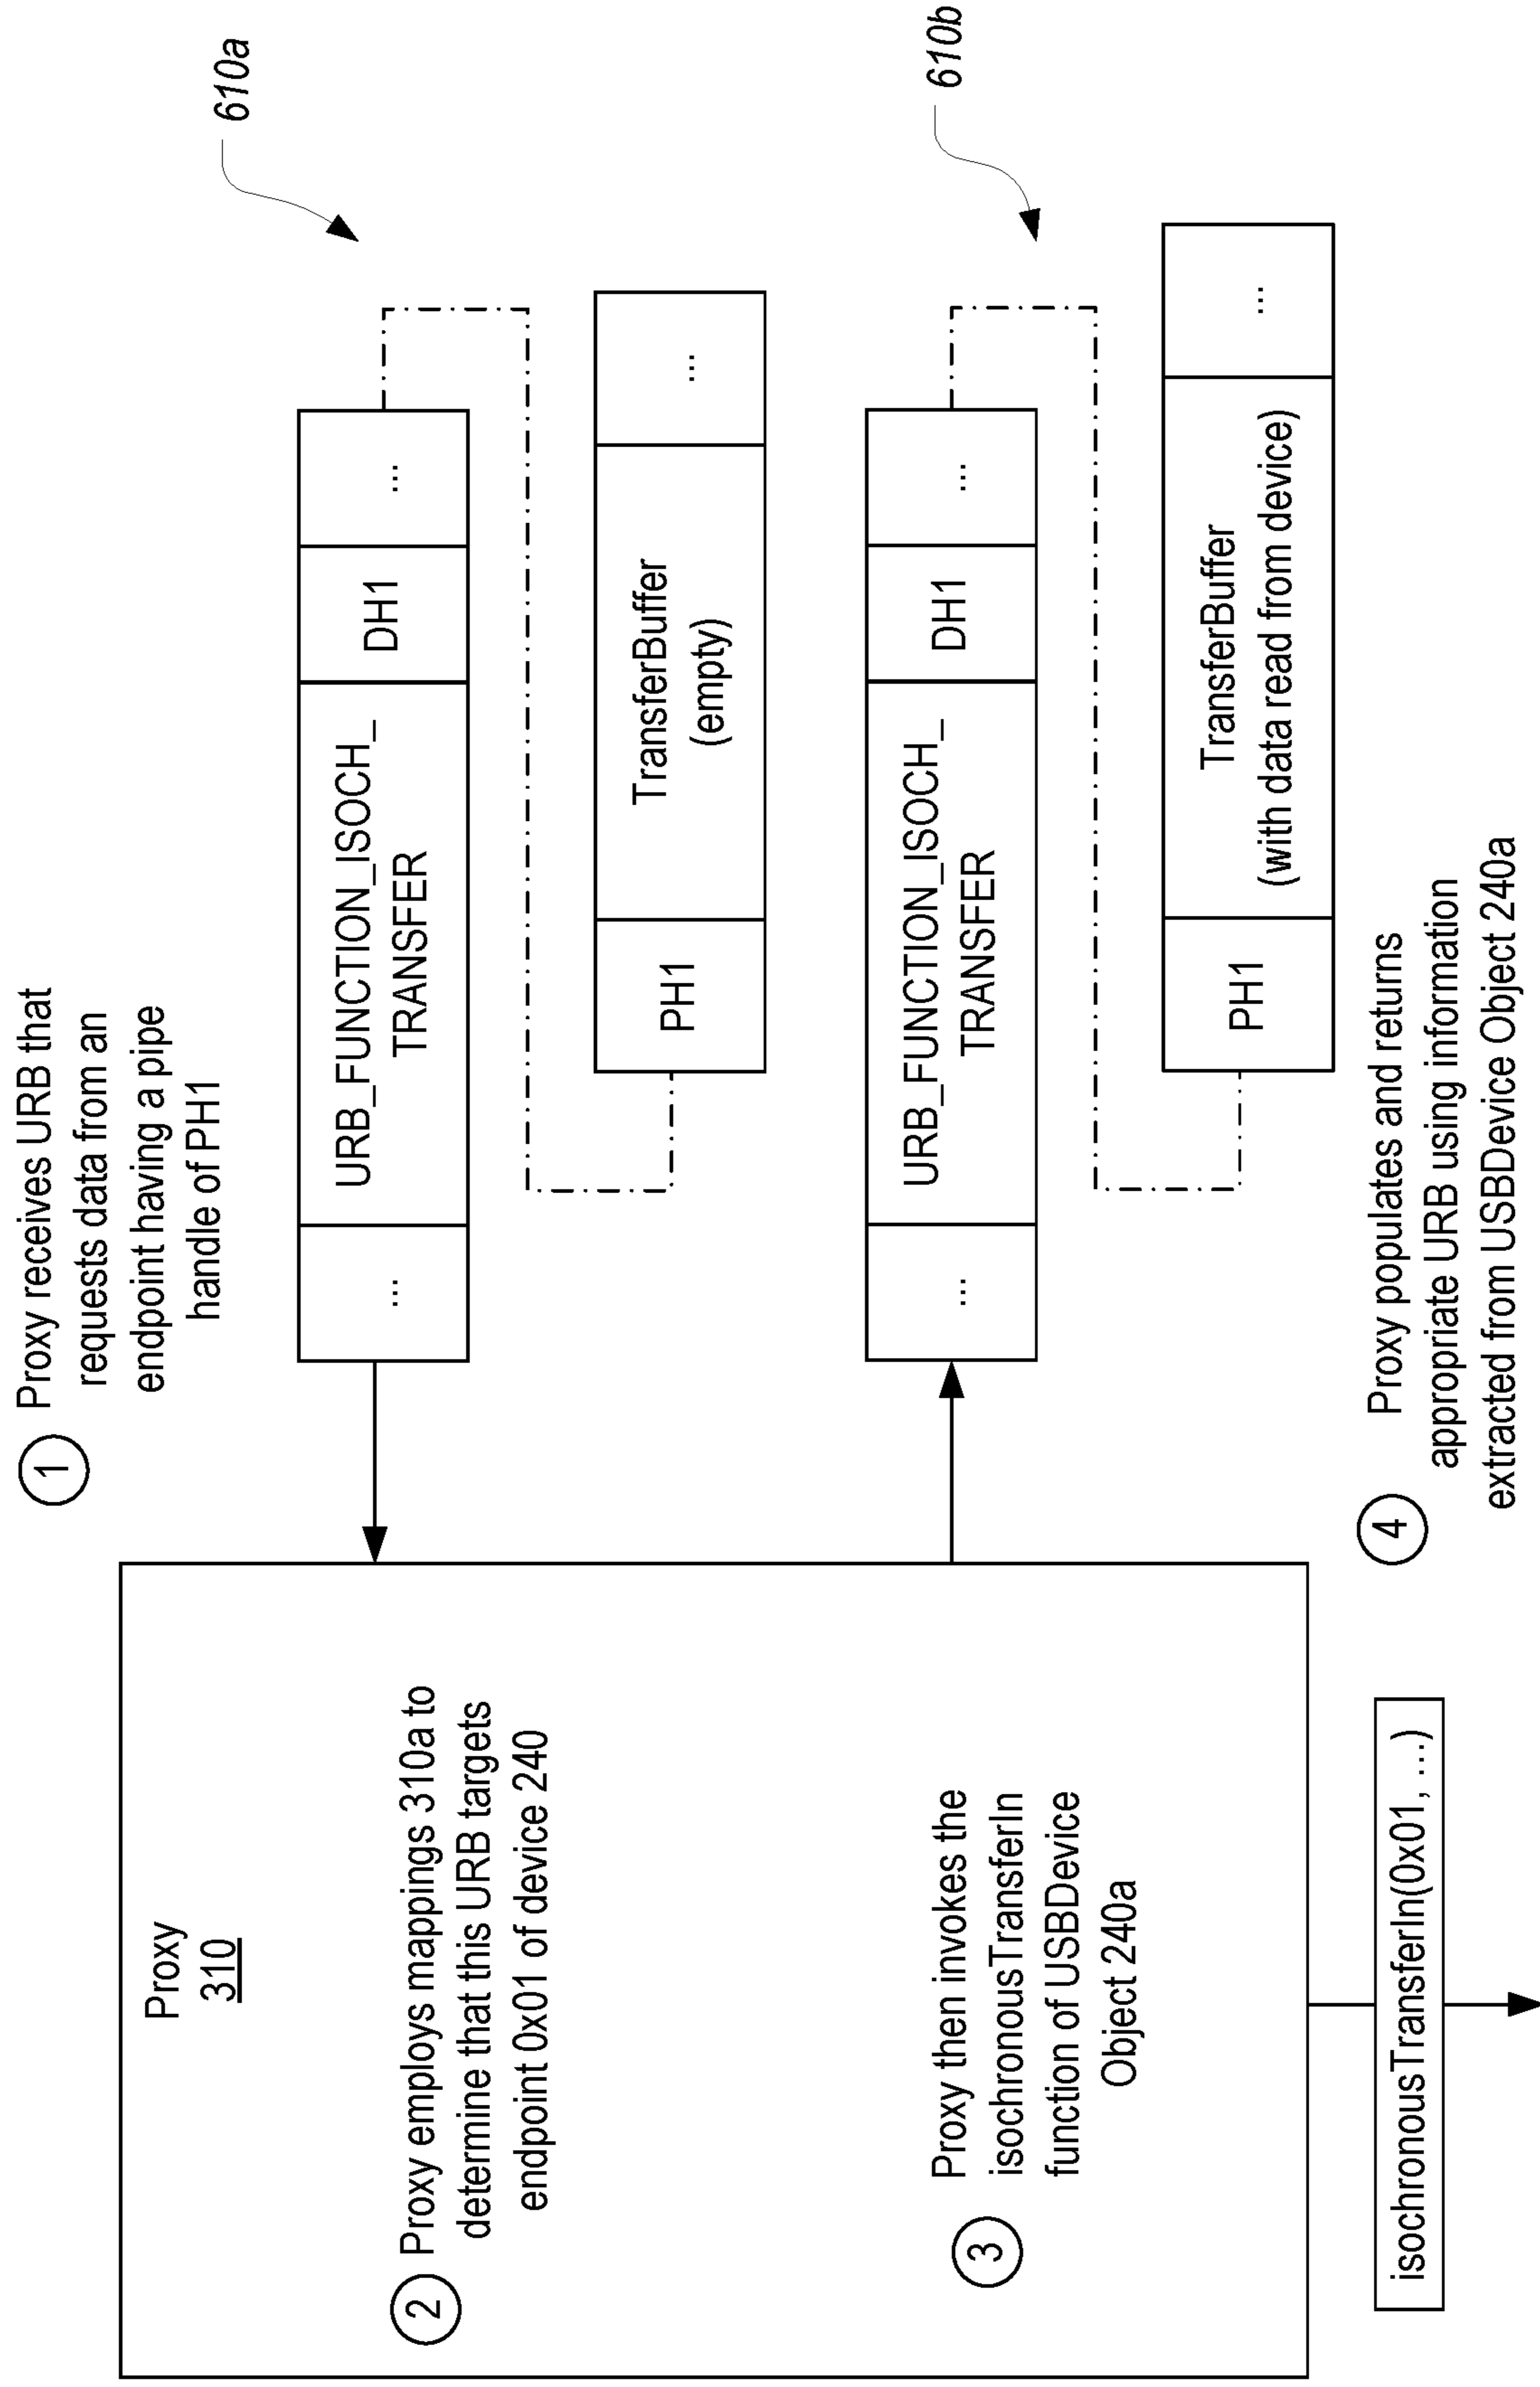 Proxy
310
1
Proxy receives URB that
requests data from an
endpoint having a pipe
handle of PH1
610a
...
URB_FUNCTION_ISOCH_
TRANSFER
DH1
...
PH1
TransferBuffer
(empty)
...
2
Proxy employs mappings 310a to
determine that this URB targets
endpoint 0x01 of device 240
3
Proxy then invokes the
isochronousTransferIn
function of USBDevice
Object 240a
610b
...
URB_FUNCTION_ISOCH_
TRANSFER
DH1
...
PH1
TransferBuffer
(with data read from device)
...
isochronousTransferIn(0x01, ...)
4
Proxy populates and returns
appropriate URB using information
extracted from USBDevice Object 240a